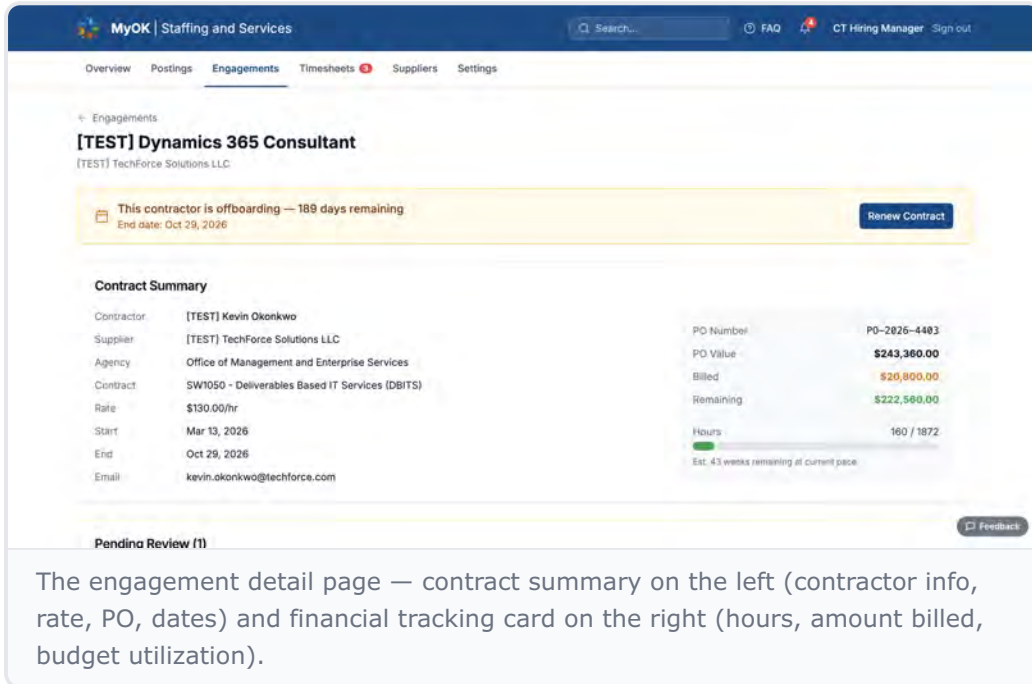 MyOK | Staffing and Services
Search...
FAQ
4
CT Hiring Manager
Sign out
Overview
Postings
Engagements
Timesheets 3
Suppliers
Settings
← Engagements
[TEST] Dynamics 365 Consultant
[TEST] TechForce Solutions LLC
This contractor is offboarding — 189 days remaining
End date: Oct 29, 2026
Renew Contract
Contract Summary
Contractor [TEST] Kevin Okonkwo
Supplier [TEST] TechForce Solutions LLC
Agency Office of Management and Enterprise Services
Contract SW1050 - Deliverables Based IT Services (DBITS)
Rate $130.00/hr
Start Mar 13, 2026
End Oct 29, 2026
Email kevin.okonkwo@techforce.com
PO Number PO-2026-4403
PO Value $243,360.00
Billed $20,800.00
Remaining $222,560.00
Hours 160 / 1872
Est. 43 weeks remaining at current pace
Feedback
Pending Review (1)
The engagement detail page — contract summary on the left (contractor info,
rate, PO, dates) and financial tracking card on the right (hours, amount billed,
budget utilization).